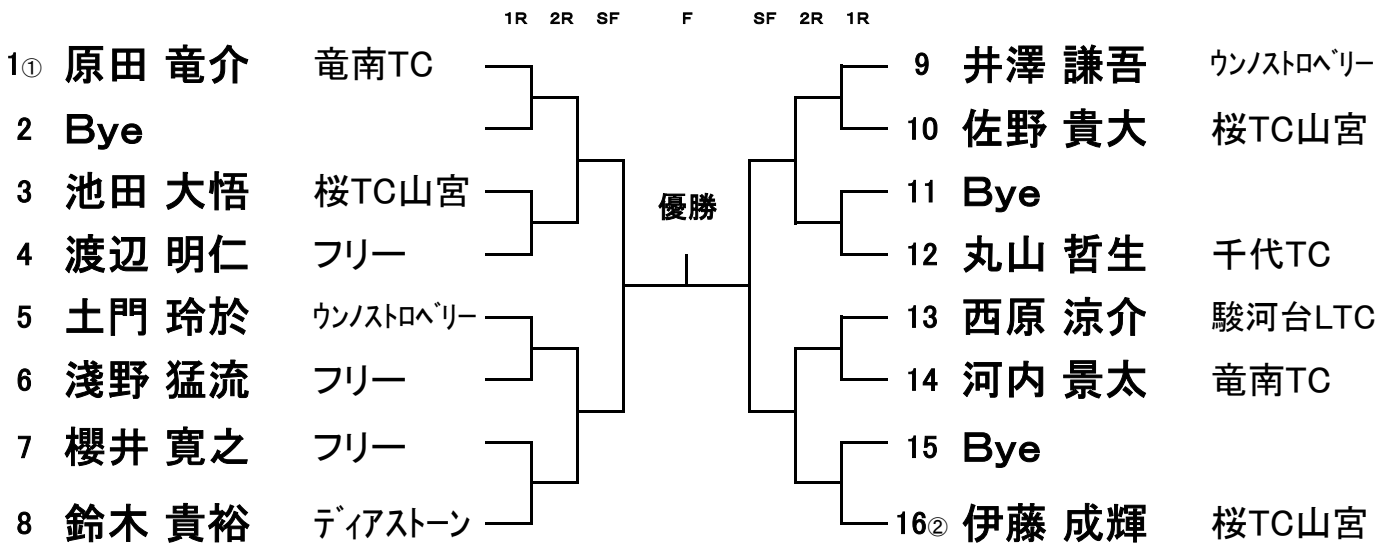 1R 2R SF F SF 2R 1R
1① 原田 竜介 竜南TC
2 Bye
3 池田 大悟 桜TC山宮
4 渡辺 明仁 フリー
5 土門 玲於 ウンノストロベリー
6 淺野 猛流 フリー
7 櫻井 寛之 フリー
8 鈴木 貴裕 ディアストーン
優勝
9 井澤 謙吾 ウンノストロベリー
10 佐野 貴大 桜TC山宮
11 Bye
12 丸山 哲生 千代TC
13 西原 涼介 駿河台LTC
14 河内 景太 竜南TC
15 Bye
16② 伊藤 成輝 桜TC山宮